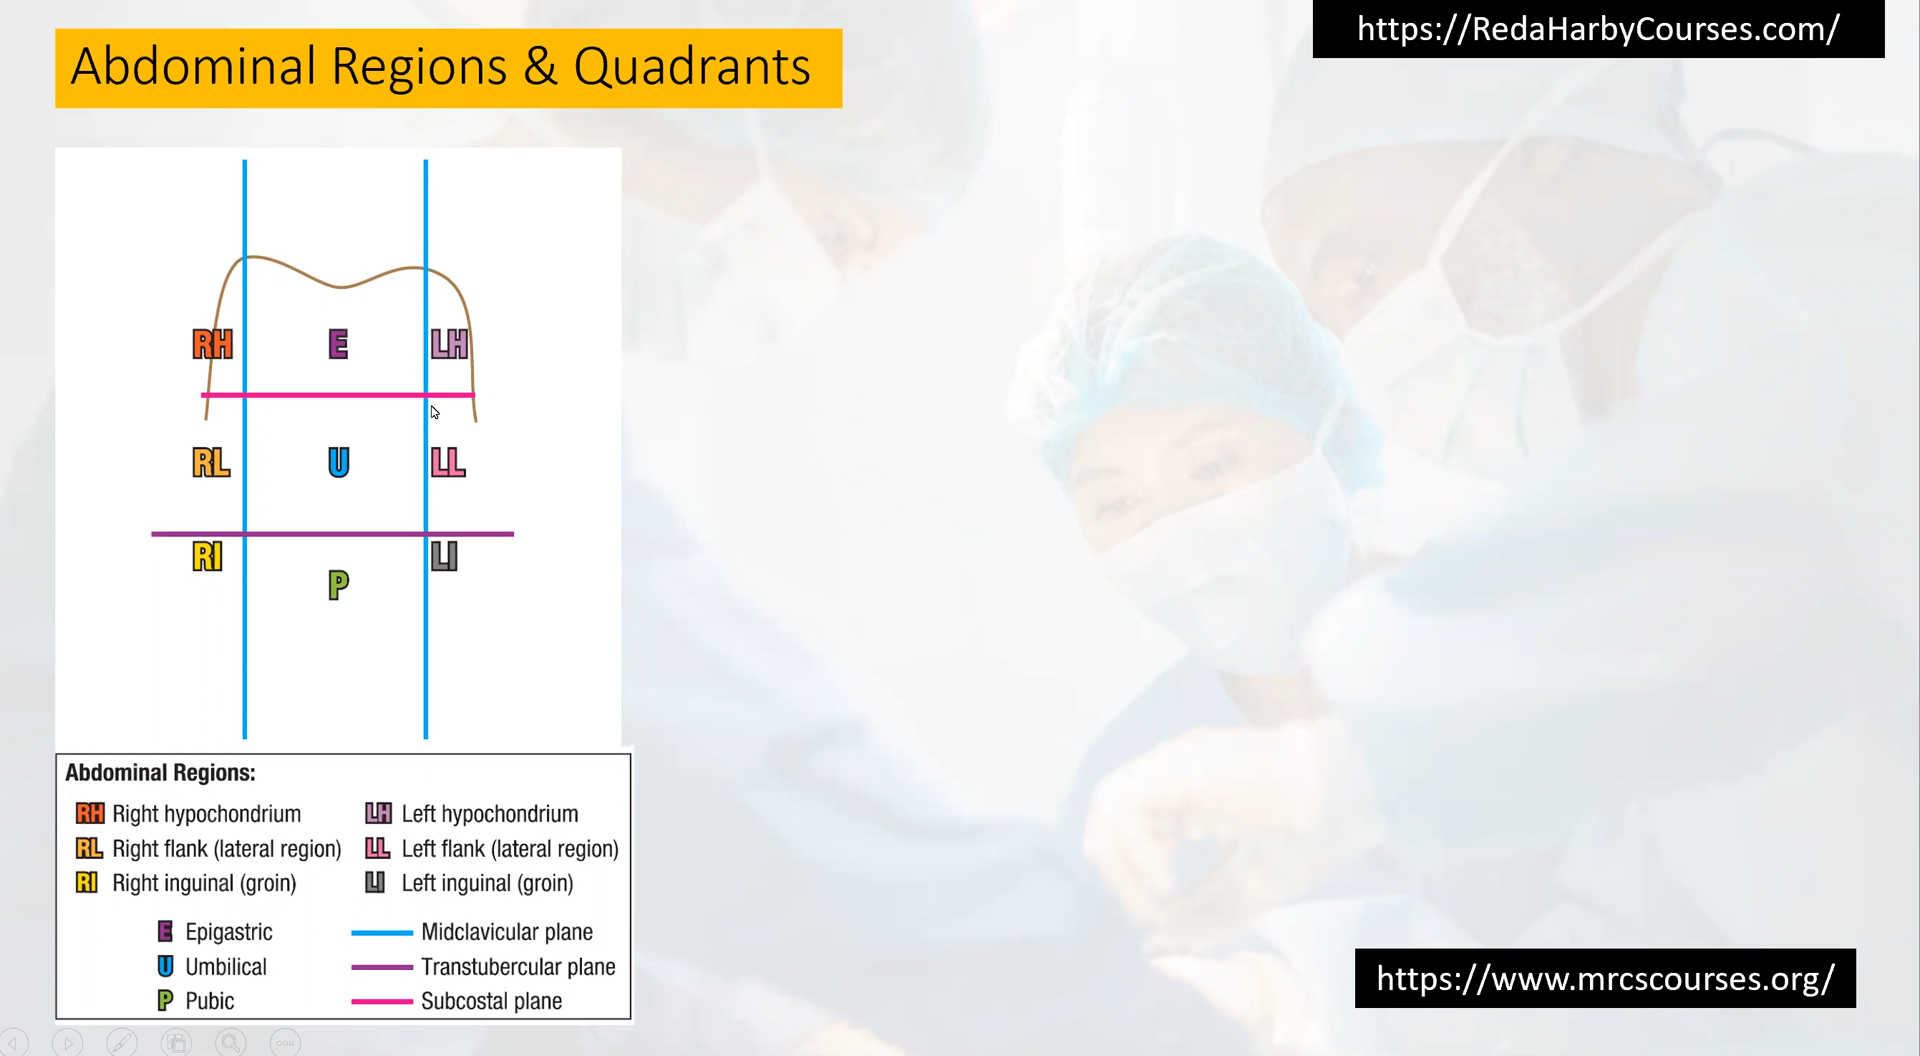 https://RedaHarbyCourses.com/
Abdominal Regions & Quadrants
RH E LH
RL U LL
RI LI
P
Abdominal Regions:
RH Right hypochondrium LH Left hypochondrium
RL Right flank (lateral region) LL Left flank (lateral region)
RI Right inguinal (groin) LI Left inguinal (groin)
E Epigastric Midclavicular plane
U Umbilical Transtubercular plane
P Pubic Subcostal plane
https://www.mrcscourses.org/